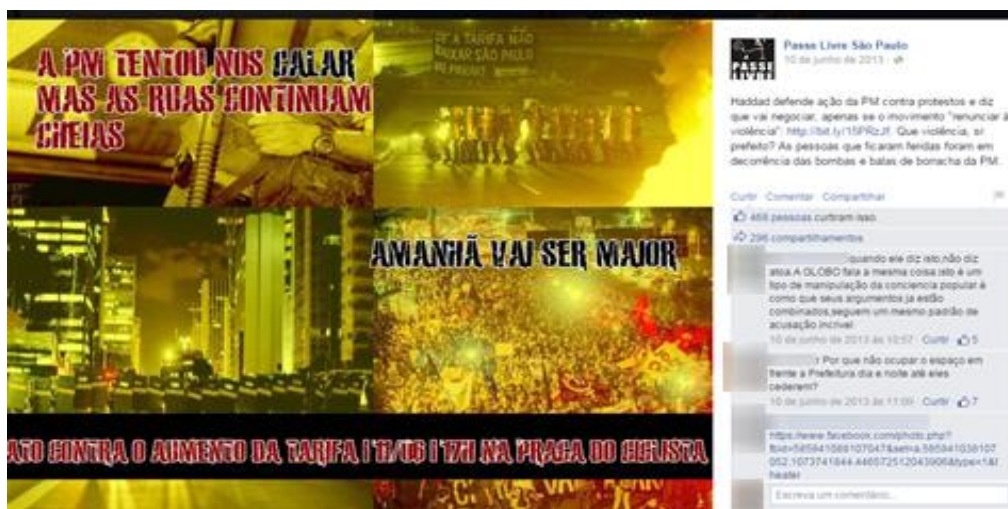 A PM TENTOU NOS CALAR
MAS AS RUAS CONTINUAM
CHEIAS
SE A TARIFA NÃO
BAIXAR SÃO PAULO
VAI PARAR
AMANHÃ VAI SER MAIOR
ATO CONTRA O AUMENTO DA TARIFA | 11/06 | 17H NA PRAÇA DO CICLISTA
PASSE
LIVRE
Passe Livre São Paulo
10 de junho de 2013
Haddad defende ação da PM contra protestos e diz
que vai negociar, apenas se o movimento "renunciar à
violência": http://bit.ly/15PRzJf. Que violência, sr
prefeito? As pessoas que ficaram feridas foram em
decorrência das bombas e balas de borracha da PM.
Curtir Comentar Compartilhar
468 pessoas curtiram isso.
296 compartilhamentos
quando ele diz isto,não diz
atoa.A GLOBO fala a mesma coisa isto é um
tipo de manipulação da conciencia popular é
como que seus argumentos ja estão
combinados,seguem um mesmo padrão de
acusação incrivel
10 de junho de 2013 às 10:57 Curtir 5
r Por que não ocupar o espaço em
frente a Prefeitura dia e noite até eles
cederem?
10 de junho de 2013 às 11:09 Curtir 7
https://www.facebook.com/photo.php?
Escreva um comentário...